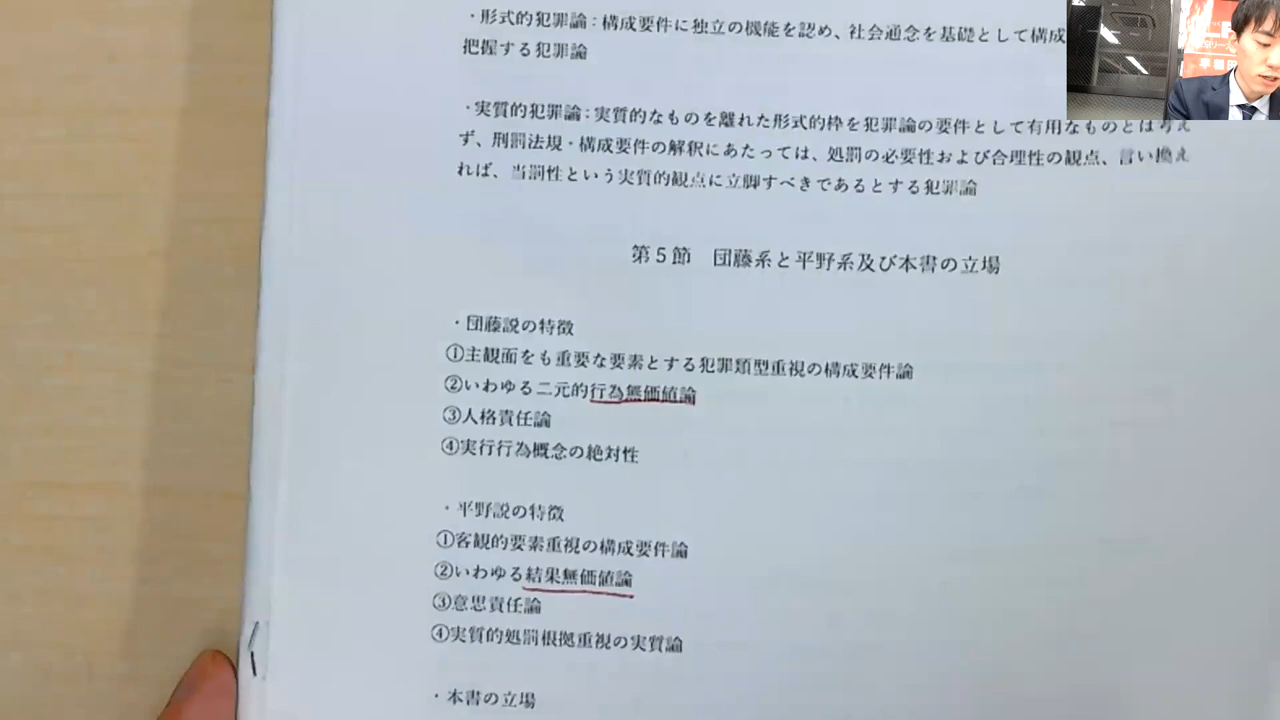 ・形式的犯罪論：構成要件に独立の機能を認め、社会通念を基礎として構成
把握する犯罪論
・実質的犯罪論：実質的なものを離れた形式的枠を犯罪論の要件として有用なものとは考え
ず、刑罰法規・構成要件の解釈にあたっては、処罰の必要性および合理性の観点、言い換え
れば、当罰性という実質的観点に立脚すべきであるとする犯罪論
第５節　団藤系と平野系及び本書の立場
・団藤説の特徴
①主観面をも重要な要素とする犯罪類型重視の構成要件論
②いわゆる二元的行為無価値論
③人格責任論
④実行行為概念の絶対性
・平野説の特徴
①客観的要素重視の構成要件論
②いわゆる結果無価値論
③意思責任論
④実質的処罰根拠重視の実質論
・本書の立場